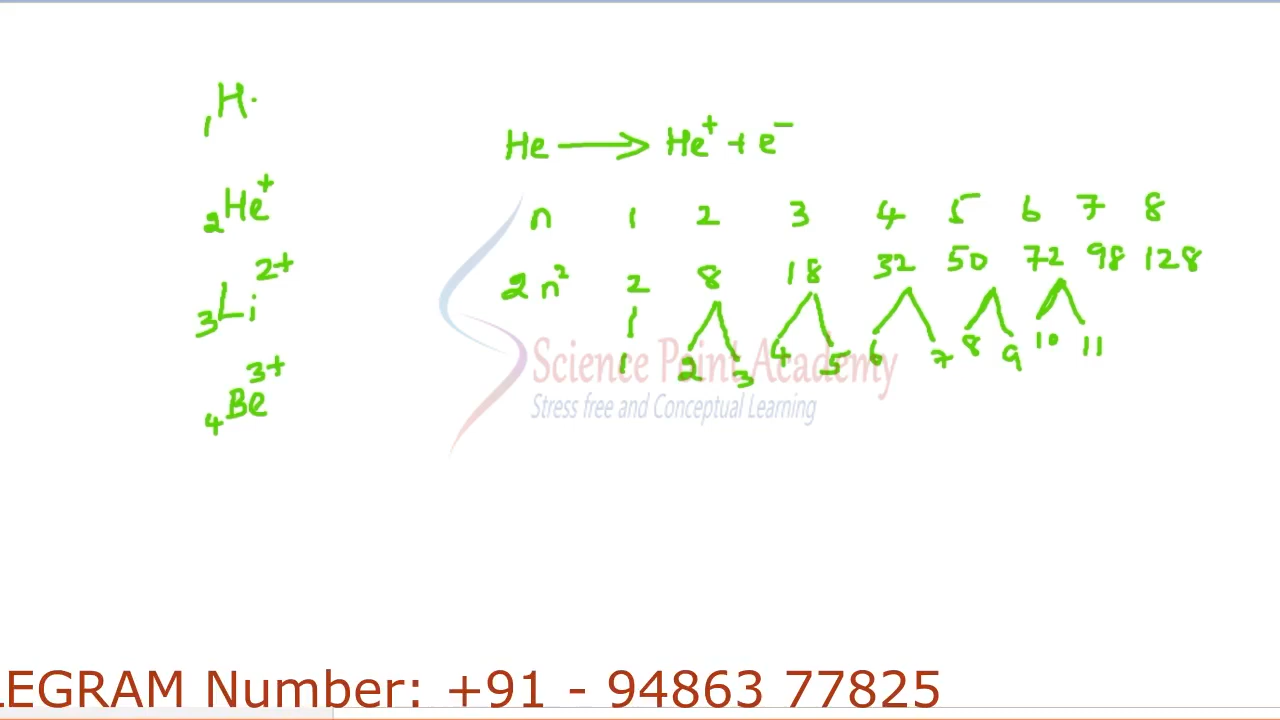 ₁H·
₂He⁺
₃Li²⁺
₄Be³⁺
He ⟶ He⁺ + e⁻
n 1 2 3 4 5 6 7 8
2n² 2 8 18 32 50 72 98 128
1 2 3 4 5 6 7 8 9 10 11
Science Point Academy
Stress free and Conceptual Learning
LEGRAM Number: +91 - 94863 77825